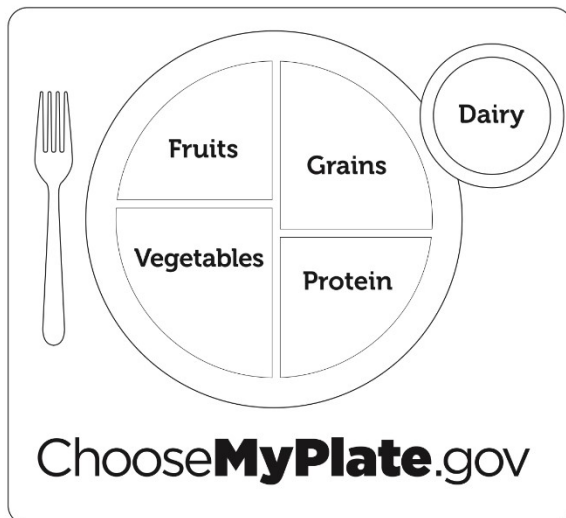 Dairy
Fruits
Grains
Vegetables
Protein
ChooseMyPlate.gov